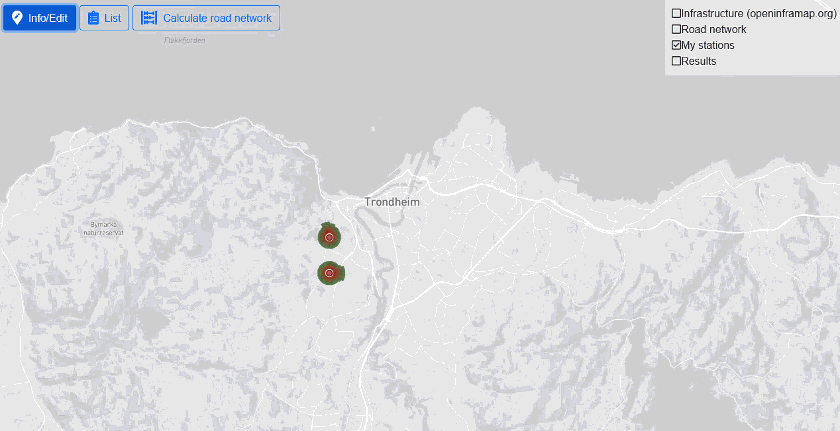 Info/Edit
List
Calculate road network
Infrastructure (openinframap.org)
Road network
My stations
Results
Flakkfjorden
Trondheim
Bymarka
naturreservat